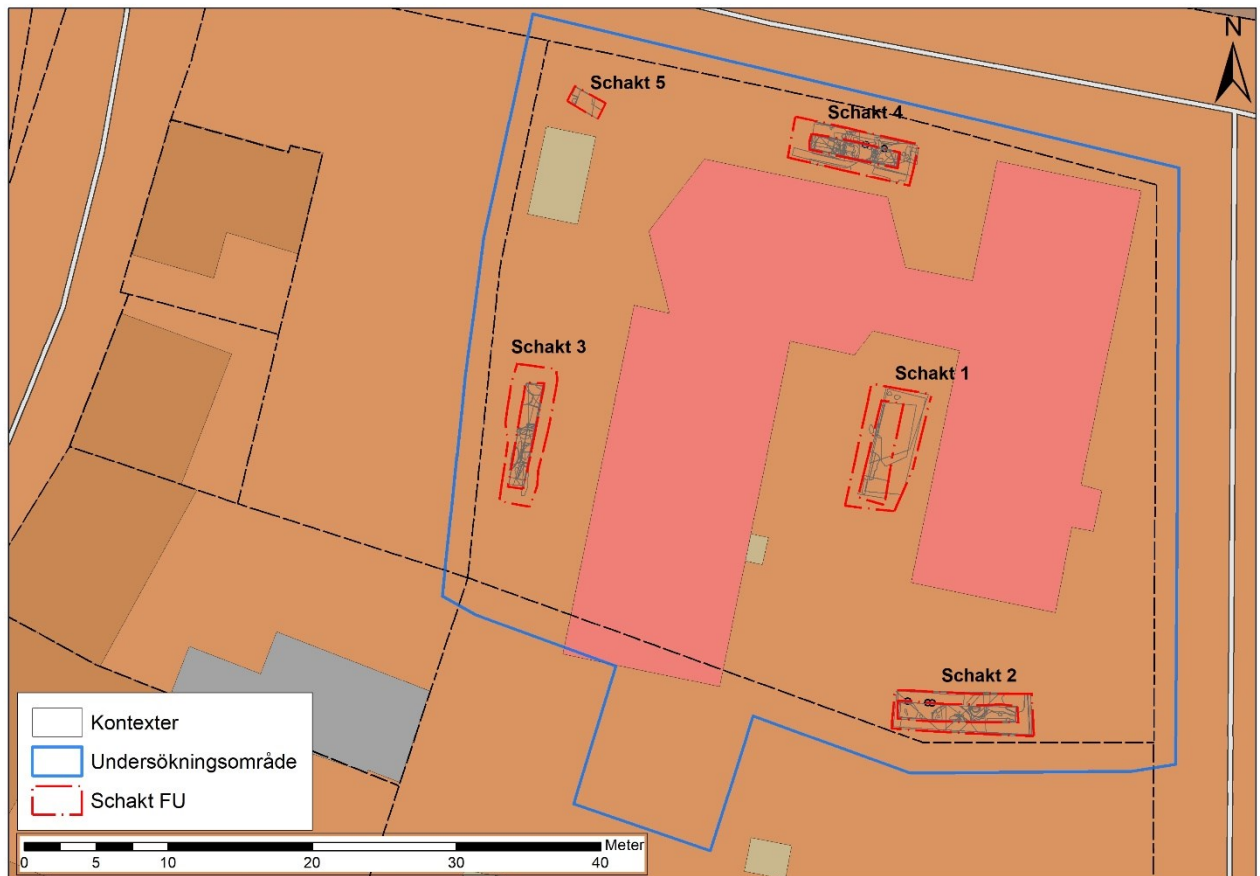 N
Schakt 5
Schakt 4
Schakt 3
Schakt 1
Schakt 2
Kontexter
Undersökningsområde
Schakt FU
Meter
0 5 10 20 30 40